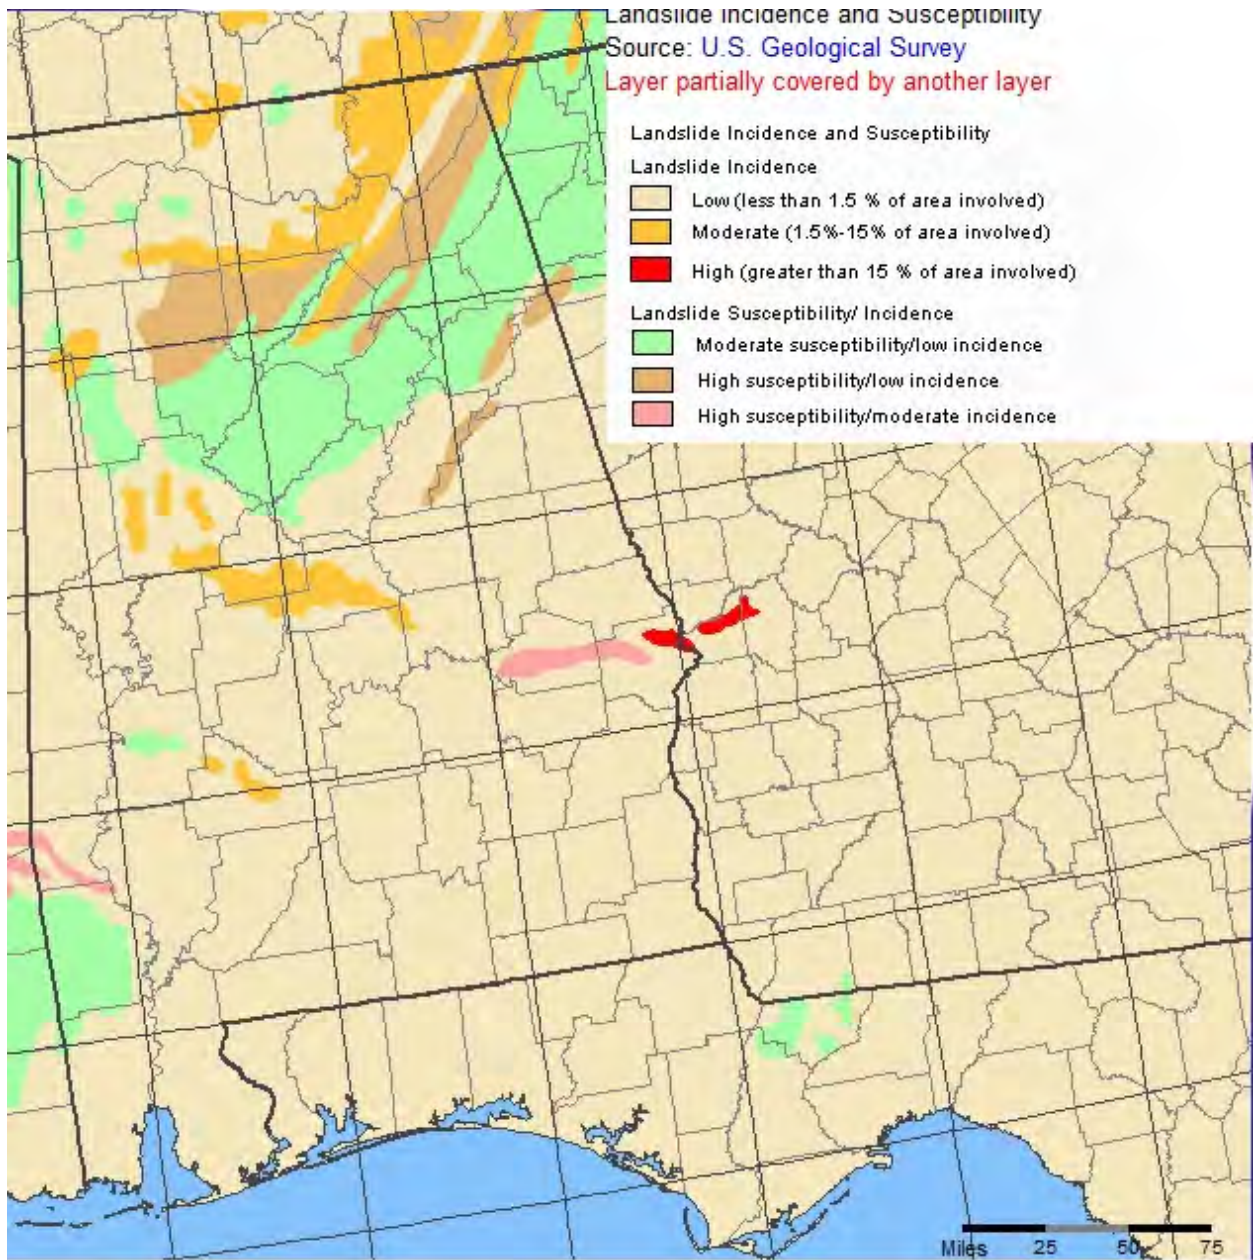 Landslide Incidence and Susceptibility
Source: U.S. Geological Survey
Layer partially covered by another layer
Landslide Incidence and Susceptibility
Landslide Incidence
Low (less than 1.5 % of area involved)
Moderate (1.5%-15% of area involved)
High (greater than 15 % of area involved)
Landslide Susceptibility/ Incidence
Moderate susceptibility/low incidence
High susceptibility/low incidence
High susceptibility/moderate incidence
Miles 25 50 75